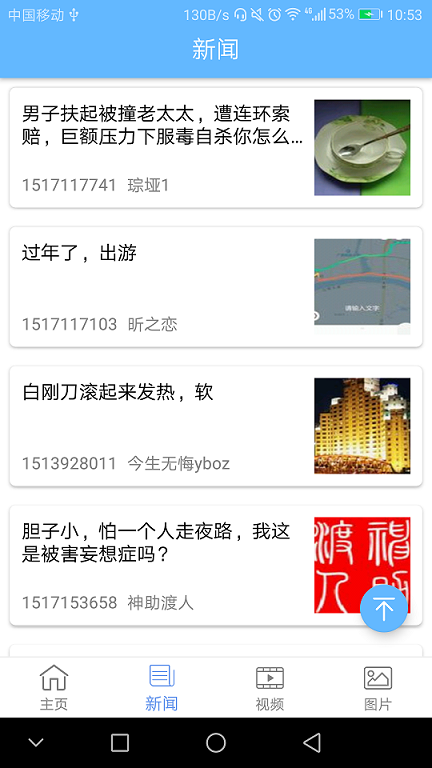 中国移动 130B/s 4G 53% 10:53
新闻
男子扶起被撞老太太，遭连环索
赔，巨额压力下服毒自杀你怎么...
1517117741 琮垭1
过年了，出游
请输入文字
1517117103 昕之恋
白刚刀滚起来发热，软
1513928011 今生无悔yboz
胆子小，怕一个人走夜路，我这
是被害妄想症吗？
渡 神
人 助
1517153658 神助渡人
主页
新闻
视频
图片